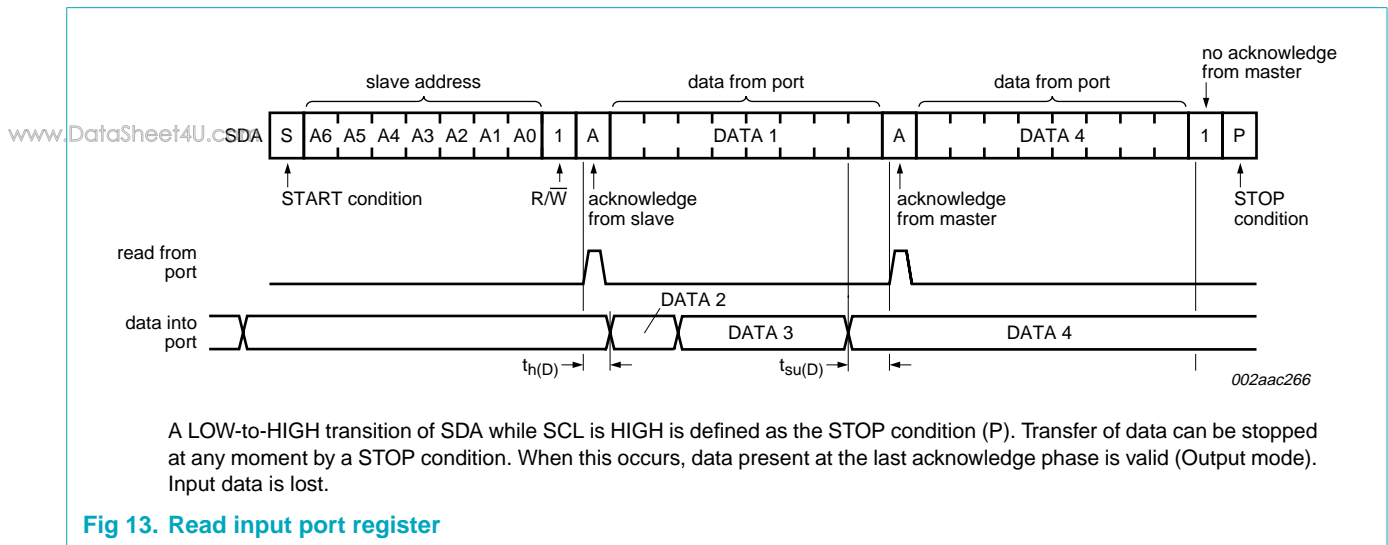 no acknowledge
from master
slave address
data from port
data from port
www.DataSheet4U.com
SDA S A6 A5 A4 A3 A2 A1 A0 1 A DATA 1 A DATA 4 1 P
START condition
R/W̅
acknowledge
from slave
acknowledge
from master
STOP
condition
read from
port
DATA 2
data into
port
DATA 3
DATA 4
th(D)
tsu(D)
002aac266
A LOW-to-HIGH transition of SDA while SCL is HIGH is defined as the STOP condition (P). Transfer of data can be stopped
at any moment by a STOP condition. When this occurs, data present at the last acknowledge phase is valid (Output mode).
Input data is lost.
Fig 13. Read input port register